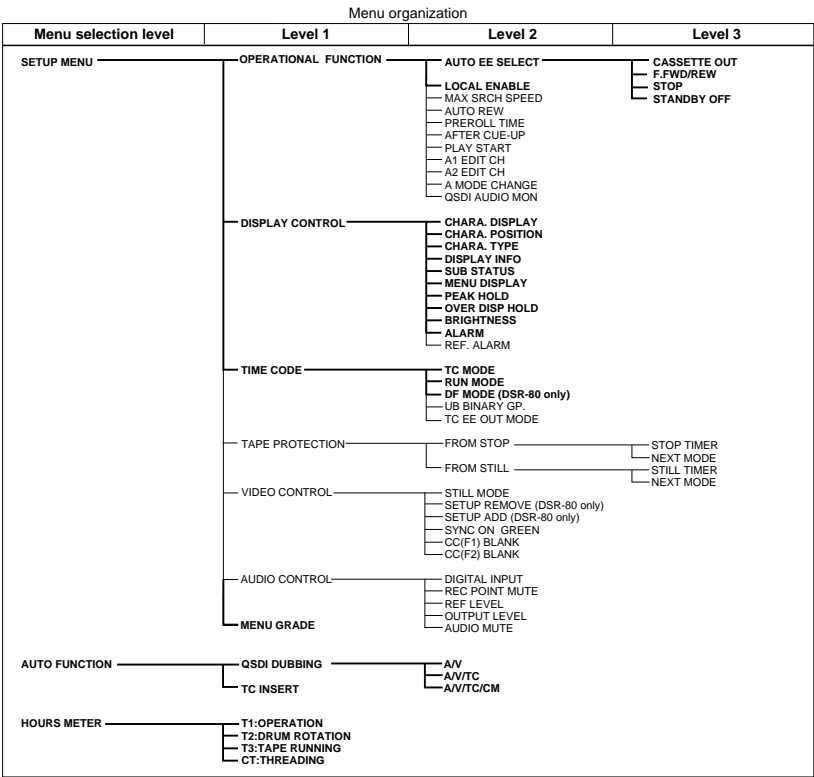 Menu organization
Menu selection level Level 1 Level 2 Level 3
SETUP MENU OPERATIONAL FUNCTION AUTO EE SELECT CASSETTE OUT
F.FWD/REW
LOCAL ENABLE STOP
MAX SRCH SPEED STANDBY OFF
AUTO REW
PREROLL TIME
AFTER CUE-UP
PLAY START
A1 EDIT CH
A2 EDIT CH
A MODE CHANGE
QSDI AUDIO MON
DISPLAY CONTROL CHARA. DISPLAY
CHARA. POSITION
CHARA. TYPE
DISPLAY INFO
SUB STATUS
MENU DISPLAY
PEAK HOLD
OVER DISP HOLD
BRIGHTNESS
ALARM
REF. ALARM
TIME CODE TC MODE
RUN MODE
DF MODE (DSR-80 only)
UB BINARY GP.
TC EE OUT MODE
TAPE PROTECTION FROM STOP STOP TIMER
NEXT MODE
FROM STILL STILL TIMER
NEXT MODE
VIDEO CONTROL STILL MODE
SETUP REMOVE (DSR-80 only)
SETUP ADD (DSR-80 only)
SYNC ON GREEN
CC(F1) BLANK
CC(F2) BLANK
AUDIO CONTROL DIGITAL INPUT
REC POINT MUTE
REF LEVEL
OUTPUT LEVEL
MENU GRADE AUDIO MUTE
AUTO FUNCTION QSDI DUBBING A/V
A/V/TC
TC INSERT A/V/TC/CM
HOURS METER T1:OPERATION
T2:DRUM ROTATION
T3:TAPE RUNNING
CT:THREADING